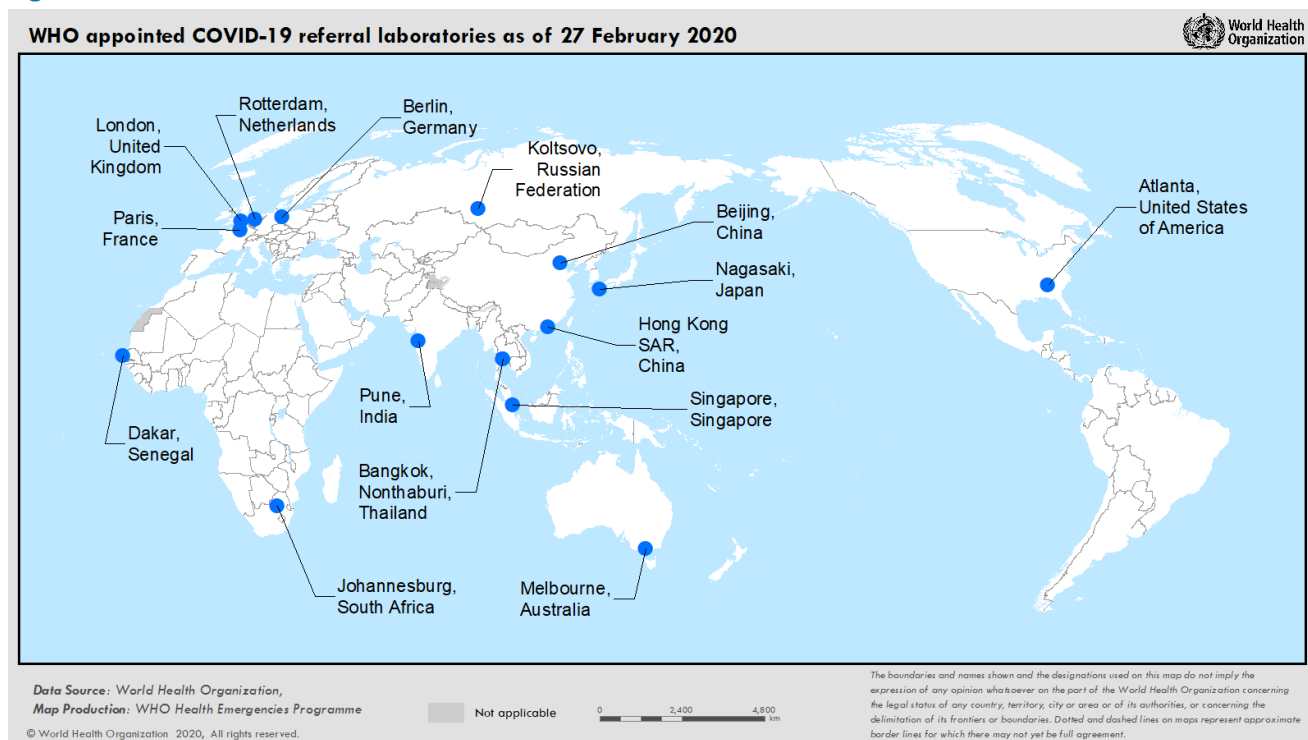 WHO appointed COVID-19 referral laboratories as of 27 February 2020
World Health
Organization
Rotterdam,
Netherlands
Berlin,
Germany
London,
United
Kingdom
Koltsovo,
Russian
Federation
Atlanta,
United States
of America
Paris,
France
Beijing,
China
Nagasaki,
Japan
Hong Kong
SAR,
China
Pune,
India
Singapore,
Singapore
Dakar,
Senegal
Bangkok,
Nonthaburi,
Thailand
Johannesburg,
South Africa
Melbourne,
Australia
Data Source: World Health Organization,
Map Production: WHO Health Emergencies Programme
© World Health Organization 2020, All rights reserved.
Not applicable
0 2,400 4,800
km
The boundaries and names shown and the designations used on this map do not imply the
expression of any opinion whatsoever on the part of the World Health Organization concerning
the legal status of any country, territory, city or area or of its authorities, or concerning the
delimitation of its frontiers or boundaries. Dotted and dashed lines on maps represent approximate
border lines for which there may not yet be full agreement.